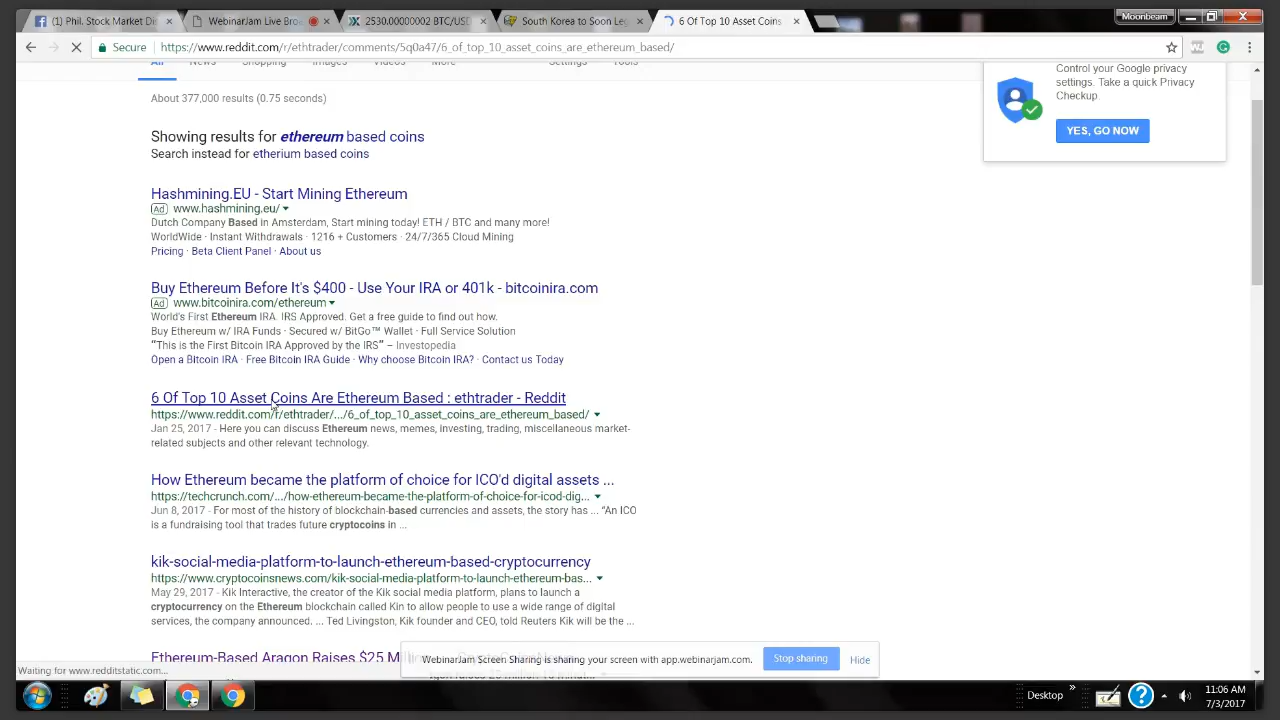 Phil. Stock Market Di
WebinarJam Live Broa
2530.00000002 BTC/USD
South Korea to Soon Leg
6 Of Top 10 Asset Coins
Moonbeam
Secure https://www.reddit.com/r/ethtrader/comments/5q0a47/6_of_top_10_asset_coins_are_ethereum_based/
All News Shopping Images Videos More Settings Tools
Control your Google privacy
settings. Take a quick Privacy
Checkup.
YES, GO NOW
About 377,000 results (0.75 seconds)
Showing results for ethereum based coins
Search instead for etherium based coins
Hashmining.EU - Start Mining Ethereum
Ad www.hashmining.eu/
Dutch Company Based in Amsterdam, Start mining today! ETH / BTC and many more!
WorldWide · Instant Withdrawals · 1216 + Customers · 24/7/365 Cloud Mining
Pricing · Beta Client Panel · About us
Buy Ethereum Before It's $400 - Use Your IRA or 401k - bitcoinira.com
Ad www.bitcoinira.com/ethereum
World's First Ethereum IRA. IRS Approved. Get a free guide to find out how.
Buy Ethereum w/ IRA Funds · Secured w/ BitGo™ Wallet · Full Service Solution
"This is the First Bitcoin IRA Approved by the IRS" – Investopedia
Open a Bitcoin IRA · Free Bitcoin IRA Guide · Why choose Bitcoin IRA? · Contact us Today
6 Of Top 10 Asset Coins Are Ethereum Based : ethtrader - Reddit
https://www.reddit.com/r/ethtrader/.../6_of_top_10_asset_coins_are_ethereum_based/
Jan 25, 2017 - Here you can discuss Ethereum news, memes, investing, trading, miscellaneous market-
related subjects and other relevant technology.
How Ethereum became the platform of choice for ICO'd digital assets ...
https://techcrunch.com/.../how-ethereum-became-the-platform-of-choice-for-icod-dig...
Jun 8, 2017 - For most of the history of blockchain-based currencies and assets, the story has ... "An ICO
is a fundraising tool that trades future cryptocoins in ...
kik-social-media-platform-to-launch-ethereum-based-cryptocurrency
https://www.cryptocoinsnews.com/kik-social-media-platform-to-launch-ethereum-bas...
May 29, 2017 - Kik Interactive, the creator of the Kik social media platform, plans to launch a
cryptocurrency on the Ethereum blockchain called Kin to allow people to use a wide range of digital
services, the company announced. ... Ted Livingston, Kik founder and CEO, told Reuters Kik will be the ...
Ethereum-Based Aragon Raises $25 M
WebinarJam Screen Sharing is sharing your screen with app.webinarjam.com.
Stop sharing
Hide
Waiting for www.redditstatic.com...
Desktop
11:06 AM
7/3/2017